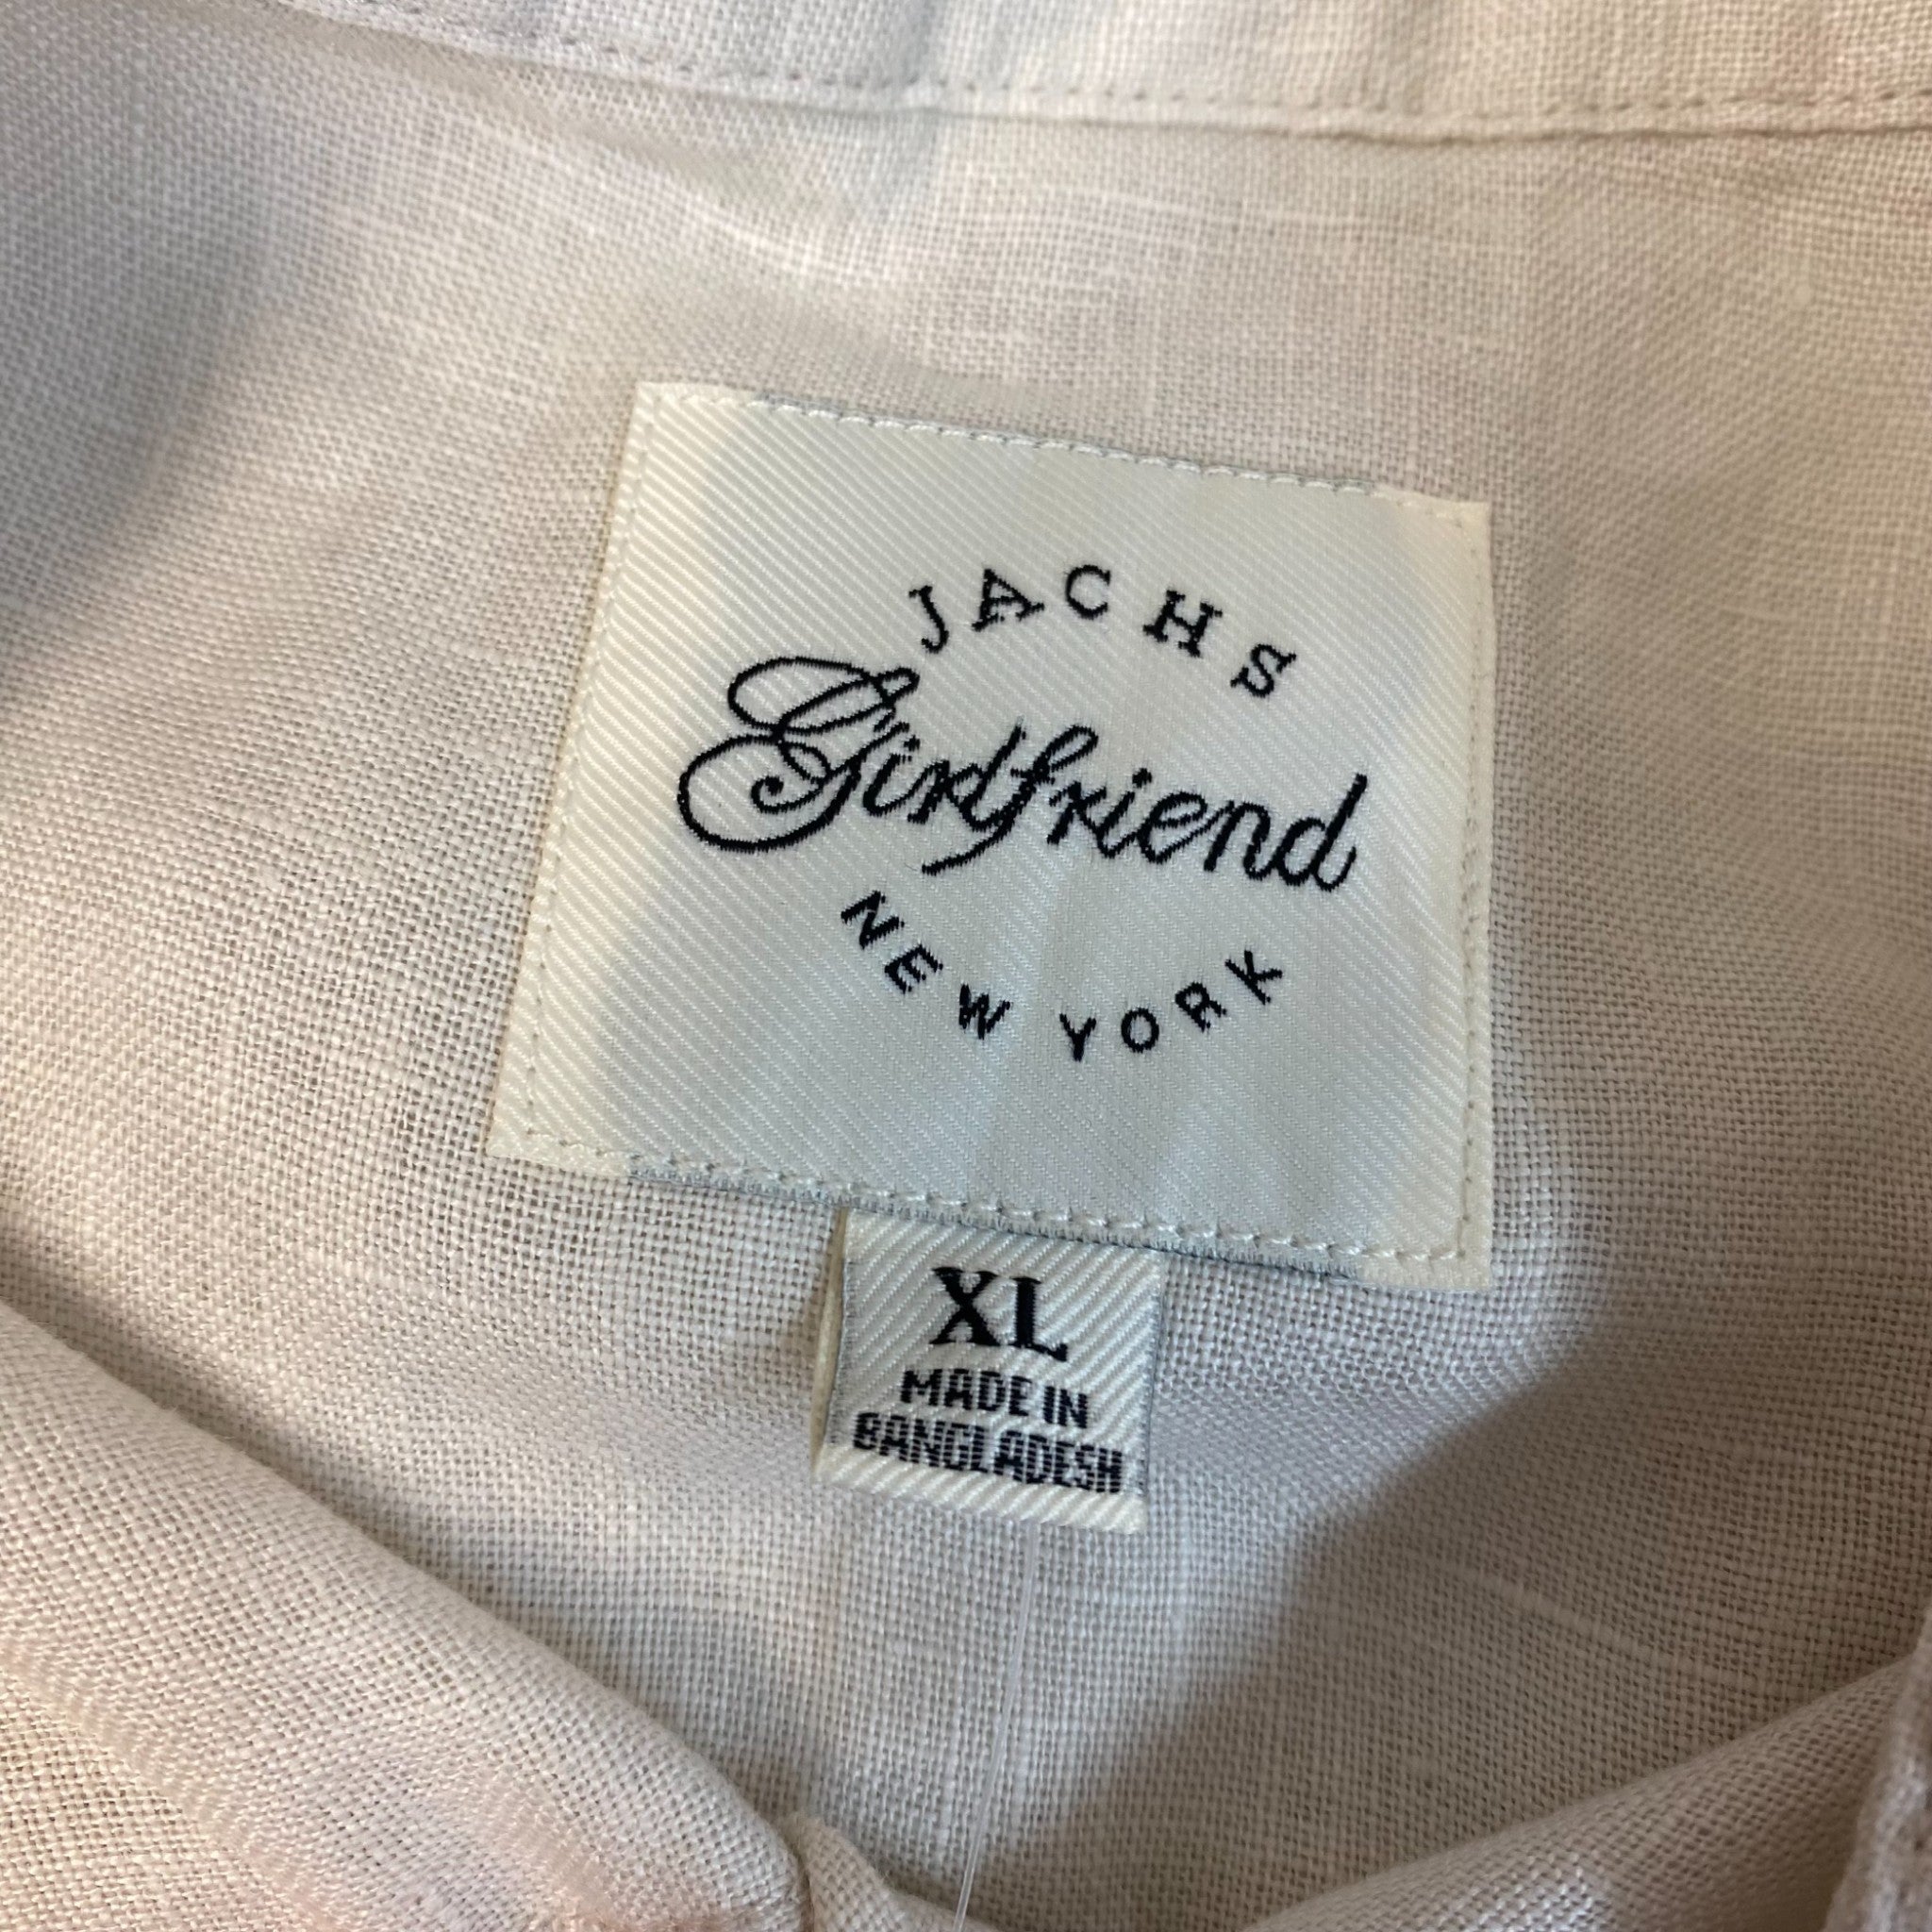 JACHS
Girlfriend
NEW YORK
XL
MADE IN
BANGLADESH